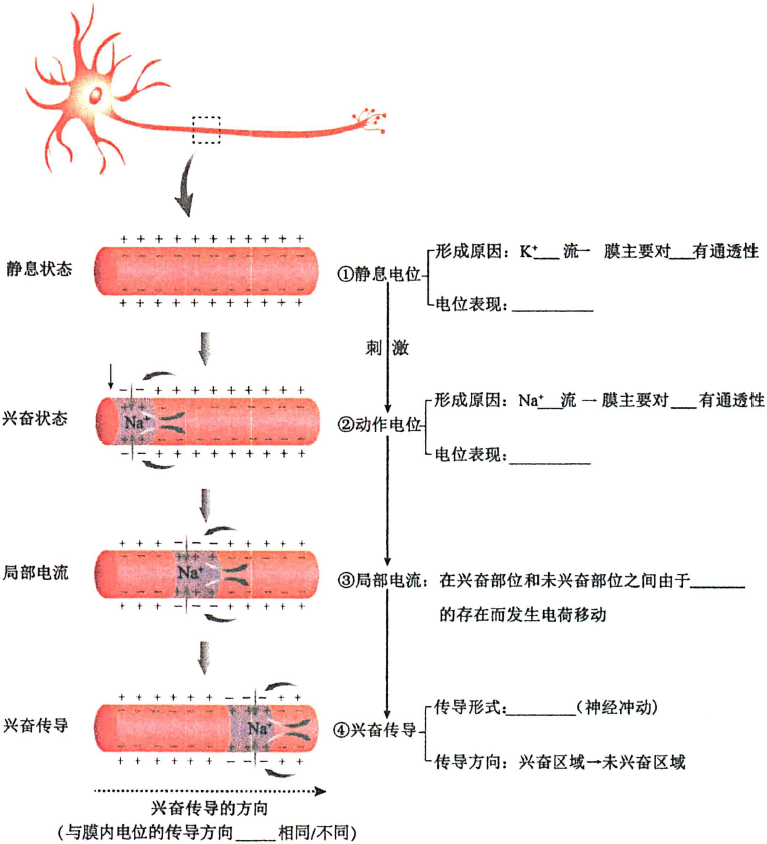 静息状态
+ + + + + + + + + + +
- - - - - - - - - -
- - - - - - - - - -
+ + + + + + + + + + +
①静息电位
形成原因：K⁺___流→ 膜主要对___有通透性
电位表现：__________
刺 激
兴奋状态
Na⁺
②动作电位
形成原因：Na⁺___流→膜主要对___有通透性
电位表现：__________
局部电流
Na⁺
③局部电流：在兴奋部位和未兴奋部位之间由于_______
的存在而发生电荷移动
兴奋传导
Na⁺
④兴奋传导
传导形式：________（神经冲动）
传导方向：兴奋区域→未兴奋区域
兴奋传导的方向
(与膜内电位的传导方向_____相同/不同)